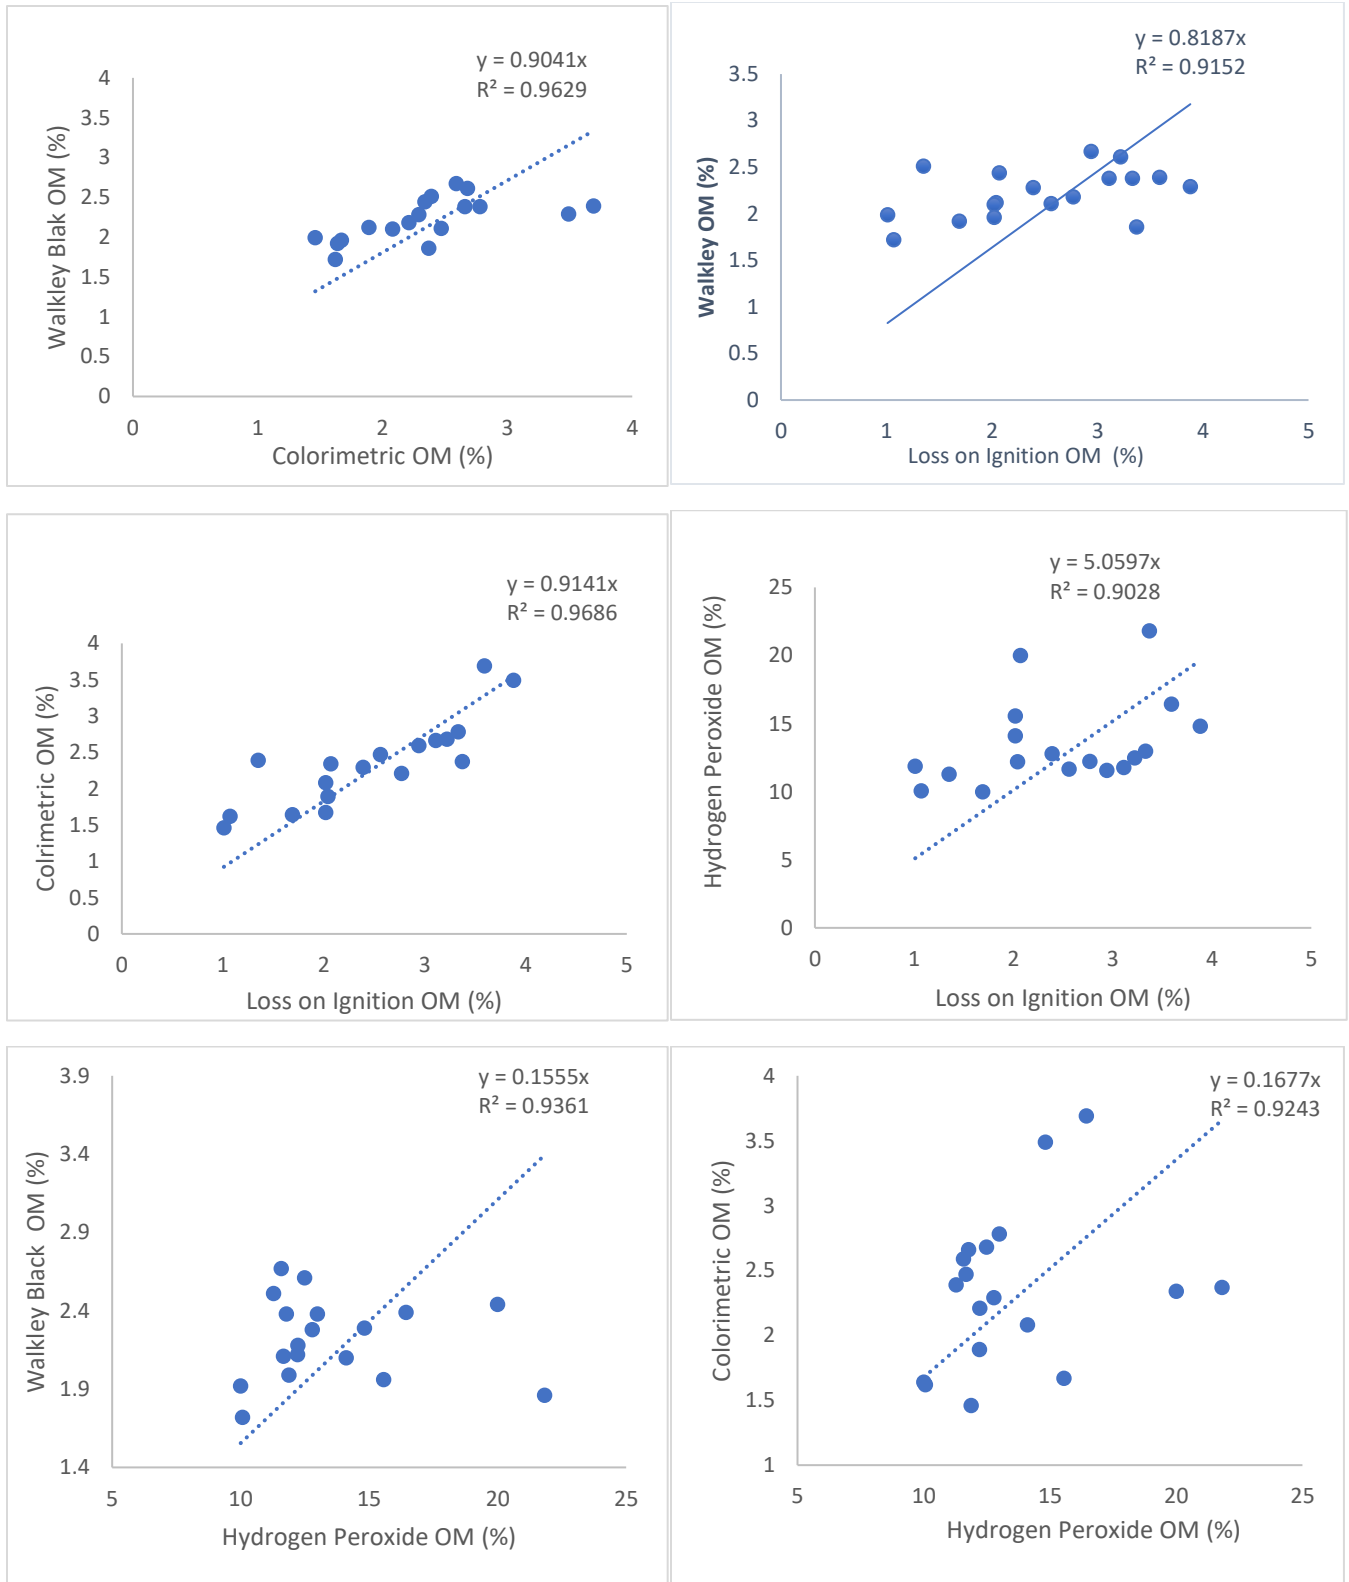 y = 0.9041x
R² = 0.9629
4
3.5
3
2.5
2
1.5
1
0.5
0
0 1 2 3 4
Walkley Blak OM (%)
Colorimetric OM (%)
y = 0.8187x
R² = 0.9152
3.5
3
2.5
2
1.5
1
0.5
0
0 1 2 3 4 5
Walkley OM (%)
Loss on Ignition OM (%)
y = 0.9141x
R² = 0.9686
4
3.5
3
2.5
2
1.5
1
0.5
0
0 1 2 3 4 5
Colrimetric OM (%)
Loss on Ignition OM (%)
y = 5.0597x
R² = 0.9028
25
20
15
10
5
0
0 1 2 3 4 5
Hydrogen Peroxide OM (%)
Loss on Ignition OM (%)
y = 0.1555x
R² = 0.9361
3.9
3.4
2.9
2.4
1.9
1.4
5 10 15 20 25
Walkley Black OM (%)
Hydrogen Peroxide OM (%)
y = 0.1677x
R² = 0.9243
4
3.5
3
2.5
2
1.5
1
5 10 15 20 25
Colorimetric OM (%)
Hydrogen Peroxide OM (%)